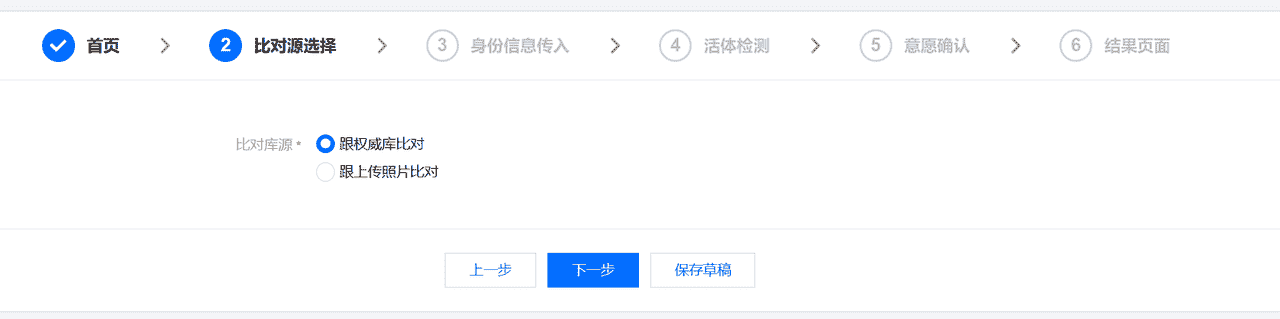 首页 2 比对源选择 3 身份信息传入 4 活体检测 5 意愿确认 6 结果页面
比对库源 * 跟权威库比对
跟上传照片比对
上一步 下一步 保存草稿